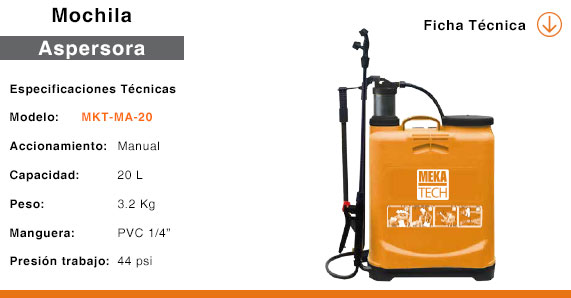 Mochila
Aspersora
Ficha Técnica
Especificaciones Técnicas
Modelo: MKT-MA-20
Accionamiento: Manual
Capacidad: 20 L
Peso: 3.2 Kg
Manguera: PVC 1/4”
Presión trabajo: 44 psi
MEKA
TECH